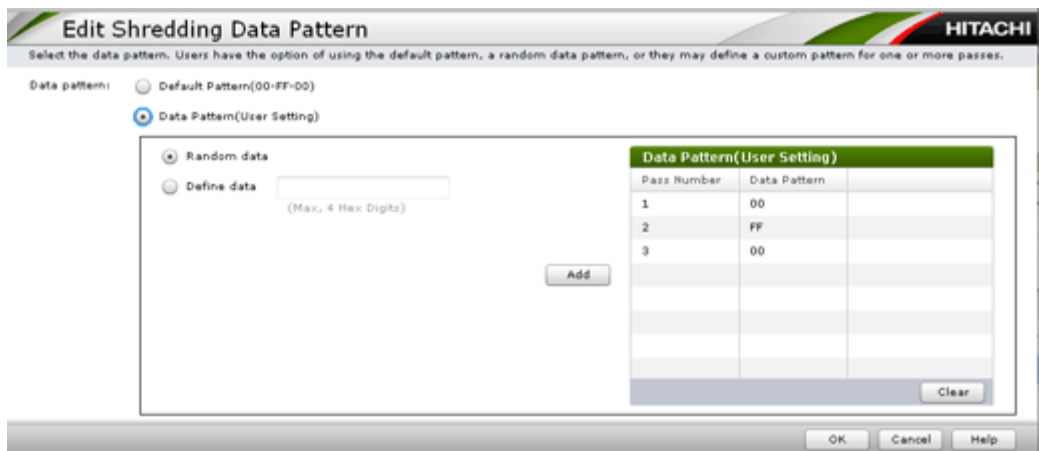 Edit Shredding Data Pattern
HITACHI
Select the data pattern. Users have the option of using the default pattern, a random data pattern, or they may define a custom pattern for one or more passes.
Data pattern:
Default Pattern(00-FF-00)
Data Pattern(User Setting)
Random data
Define data
(Max, 4 Hex Digits)
Add
Data Pattern(User Setting)
Pass Number Data Pattern
1 00
2 FF
3 00
Clear
OK Cancel Help